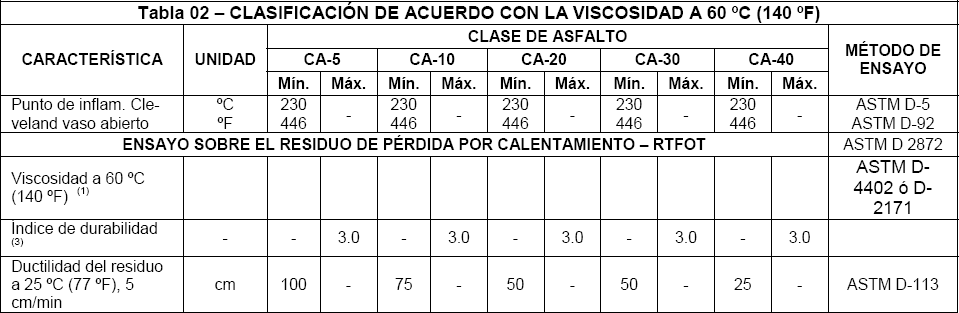 Tabla 02 – CLASIFICACIÓN DE ACUERDO CON LA VISCOSIDAD A 60 ºC (140 ºF)
CARACTERÍSTICA UNIDAD CLASE DE ASFALTO MÉTODO DE ENSAYO
CA-5 CA-10 CA-20 CA-30 CA-40
Mín. Máx. Mín. Máx. Mín. Máx. Mín. Máx. Mín. Máx.
Punto de inflam. Cle- ºC 230 - 230 - 230 - 230 - 230 - ASTM D-5
veland vaso abierto ºF 446 446 446 446 446 ASTM D-92
ENSAYO SOBRE EL RESIDUO DE PÉRDIDA POR CALENTAMIENTO – RTFOT ASTM D 2872
Viscosidad a 60 ºC ASTM D-
(140 ºF) (1) 4402 ó D-
2171
Índice de durabilidad
(3) - - 3.0 - 3.0 - 3.0 - 3.0 - 3.0
Ductilidad del residuo
a 25 ºC (77 ºF), 5 cm 100 - 75 - 50 - 50 - 25 - ASTM D-113
cm/min